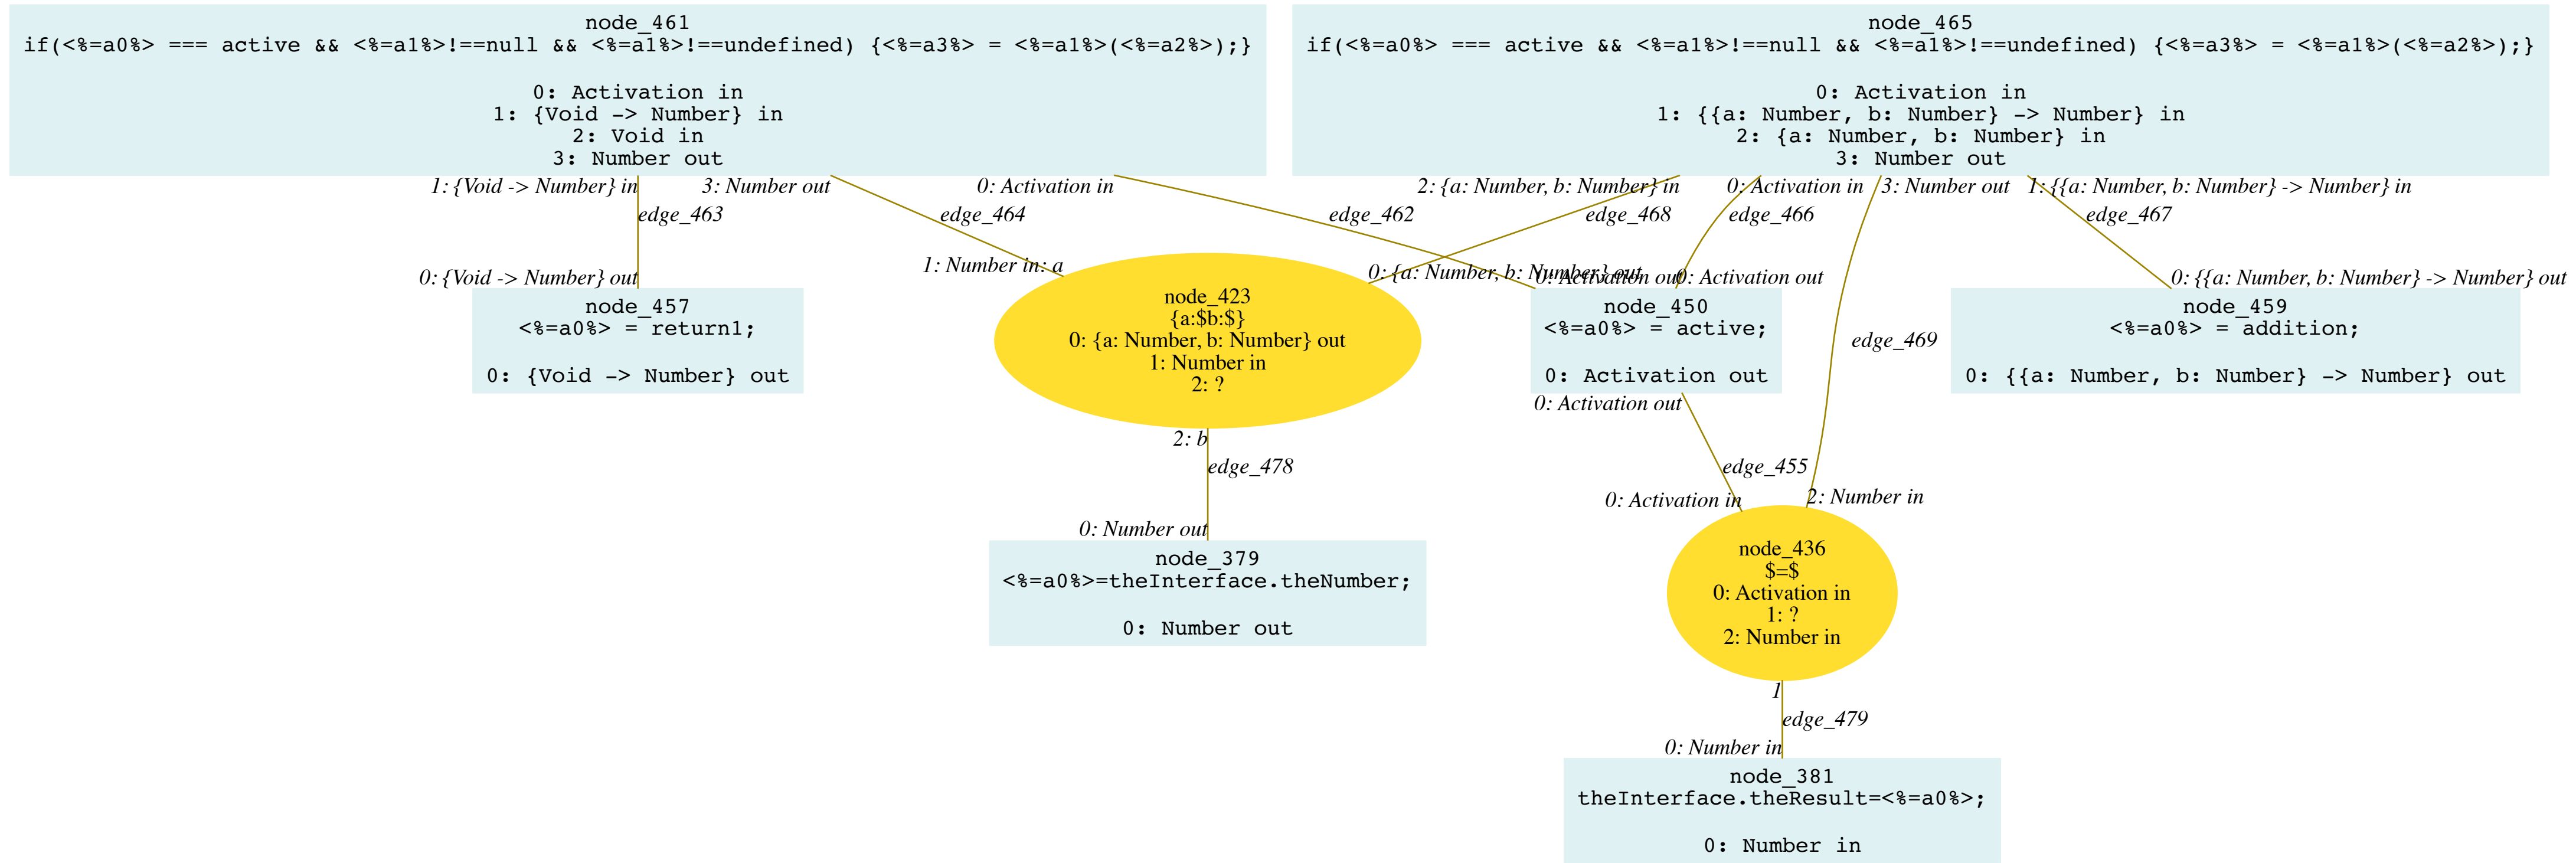 node_461
if(<%=a0%> === active && <%=a1%>!==null && <%=a1%>!==undefined) {<%=a3%> = <%=a1%>(<%=a2%>);}
0: Activation in
1: {Void -> Number} in
2: Void in
3: Number out
node_465
if(<%=a0%> === active && <%=a1%>!==null && <%=a1%>!==undefined) {<%=a3%> = <%=a1%>(<%=a2%>);}
0: Activation in
1: {{a: Number, b: Number} -> Number} in
2: {a: Number, b: Number} in
3: Number out
1: {Void -> Number} in
3: Number out
0: Activation in
2: {a: Number, b: Number} in
0: Activation in
3: Number out
1: {{a: Number, b: Number} -> Number} in
edge_463
edge_464
edge_462
edge_468
edge_466
edge_467
0: {Void -> Number} out
1: Number in: a
0: {a: Number, b: Number} out
0: Activation out
0: Activation out
0: {{a: Number, b: Number} -> Number} out
node_457
<%=a0%> = return1;
0: {Void -> Number} out
node_423
{a:$b:$}
0: {a: Number, b: Number} out
1: Number in
2: ?
node_450
<%=a0%> = active;
0: Activation out
edge_469
node_459
<%=a0%> = addition;
0: {{a: Number, b: Number} -> Number} out
0: Activation out
2: b
edge_478
edge_455
0: Activation in
2: Number in
0: Number out
node_379
<%=a0%>=theInterface.theNumber;
0: Number out
node_436
$=$
0: Activation in
1: ?
2: Number in
1
edge_479
0: Number in
node_381
theInterface.theResult=<%=a0%>;
0: Number in